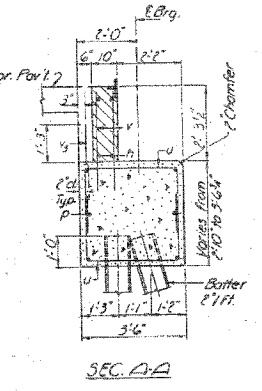 ℄ Brg.
2'-0"
6" 10" 2'-2"
3"
2" Chamfer
v
1'-3"
h
u
2" cl.
Typ.
p
Varies from
2'-10" to 3'-6¼"
1'-0"
u
Batter
2"/1 ft.
1'-3" 1'-1" 1'-2"
3'-6"
SEC. A-A